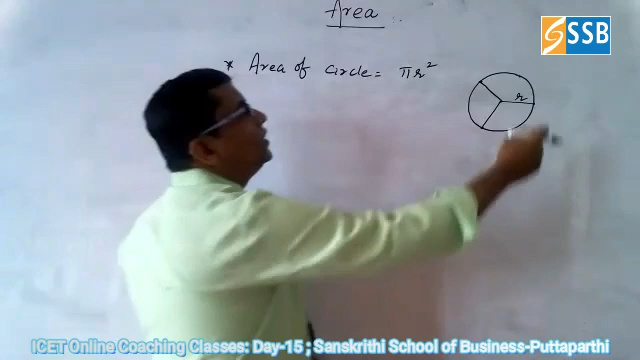 Area
SSB
* Area of circle = πr²
r
ICET Online Coaching Classes: Day-15 ; Sanskrithi School of Business-Puttaparthi